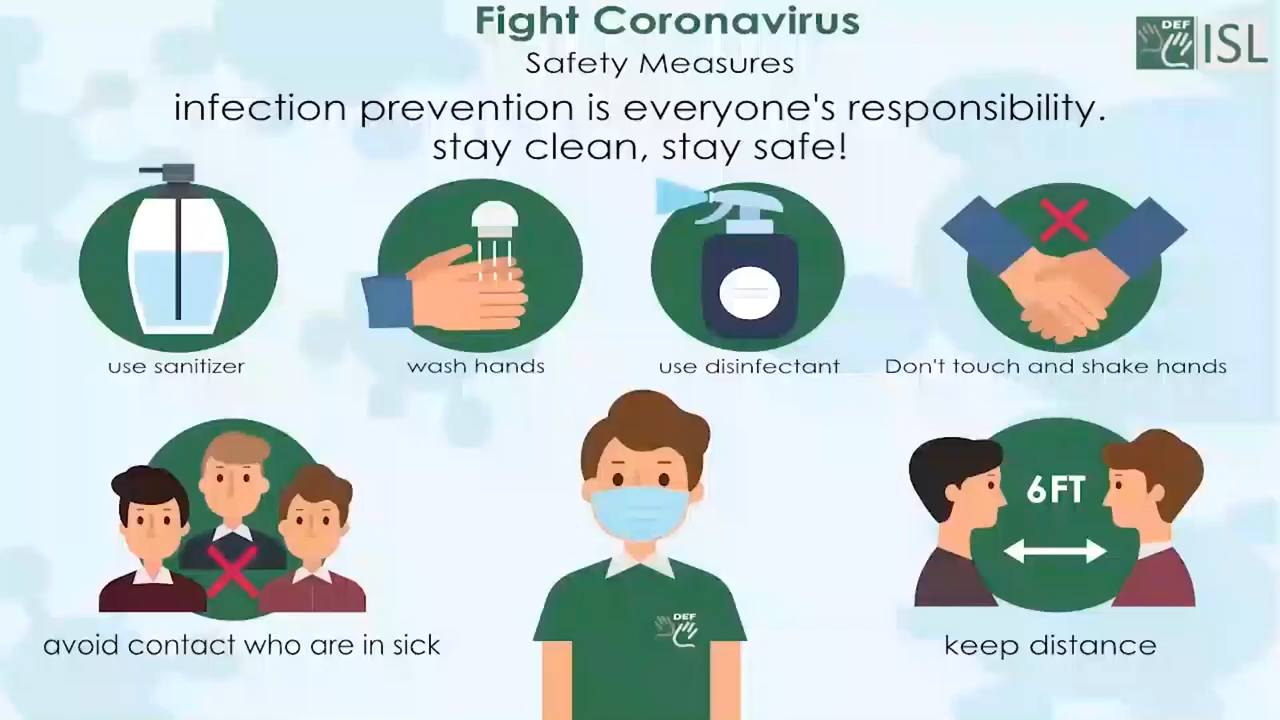 Fight Coronavirus
DEF
ISL
Safety Measures
infection prevention is everyone's responsibility.
stay clean, stay safe!
use sanitizer
wash hands
use disinfectant
Don't touch and shake hands
6FT
DEF
avoid contact who are in sick
keep distance